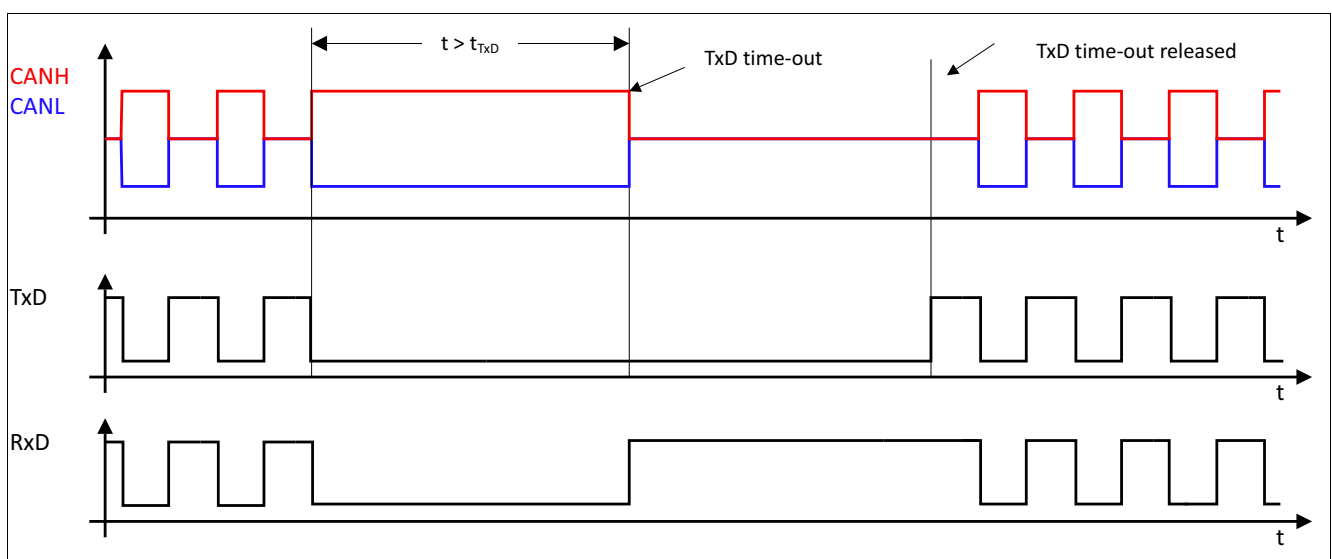 t > tTxD
TxD time-out
TxD time-out released
CANH
CANL
t
TxD
t
RxD
t